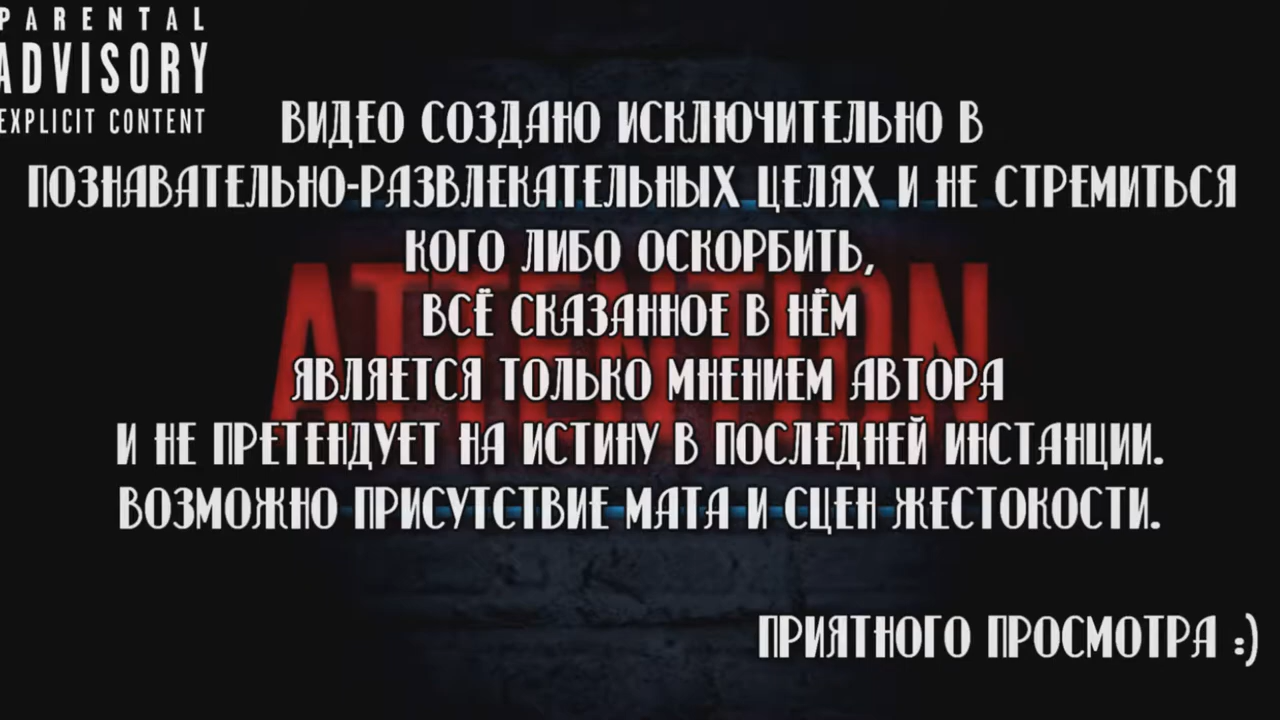 PARENTAL
ADVISORY
EXPLICIT CONTENT
ВИДЕО СОЗДАНО ИСКЛЮЧИТЕЛЬНО В
ПОЗНАВАТЕЛЬНО-РАЗВЛЕКАТЕЛЬНЫХ ЦЕЛЯХ И НЕ СТРЕМИТЬСЯ
КОГО ЛИБО ОСКОРБИТЬ,
ВСЁ СКАЗАННОЕ В НЁМ
ЯВЛЯЕТСЯ ТОЛЬКО МНЕНИЕМ АВТОРА
И НЕ ПРЕТЕНДУЕТ НА ИСТИНУ В ПОСЛЕДНЕЙ ИНСТАНЦИИ.
ВОЗМОЖНО ПРИСУТСТВИЕ МАТА И СЦЕН ЖЕСТОКОСТИ.
ATTENTION
ПРИЯТНОГО ПРОСМОТРА :)